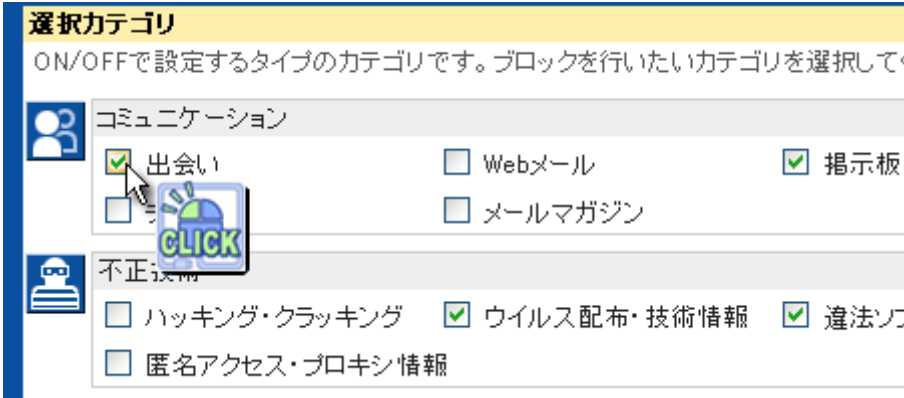 選択カテゴリ
ON/OFFで設定するタイプのカテゴリです。ブロックを行いたいカテゴリを選択して
コミュニケーション
出会い Webメール 掲示板
メールマガジン
CLICK
不正技術
ハッキング・クラッキング ウイルス配布・技術情報 違法ソフ
匿名アクセス・プロキシ情報